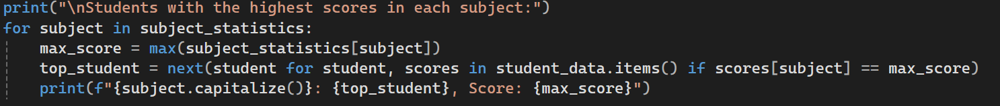 print("\nStudents with the highest scores in each subject:")
for subject in subject_statistics:
    max_score = max(subject_statistics[subject])
    top_student = next(student for student, scores in student_data.items() if scores[subject] == max_score)
    print(f"{subject.capitalize()}: {top_student}, Score: {max_score}")